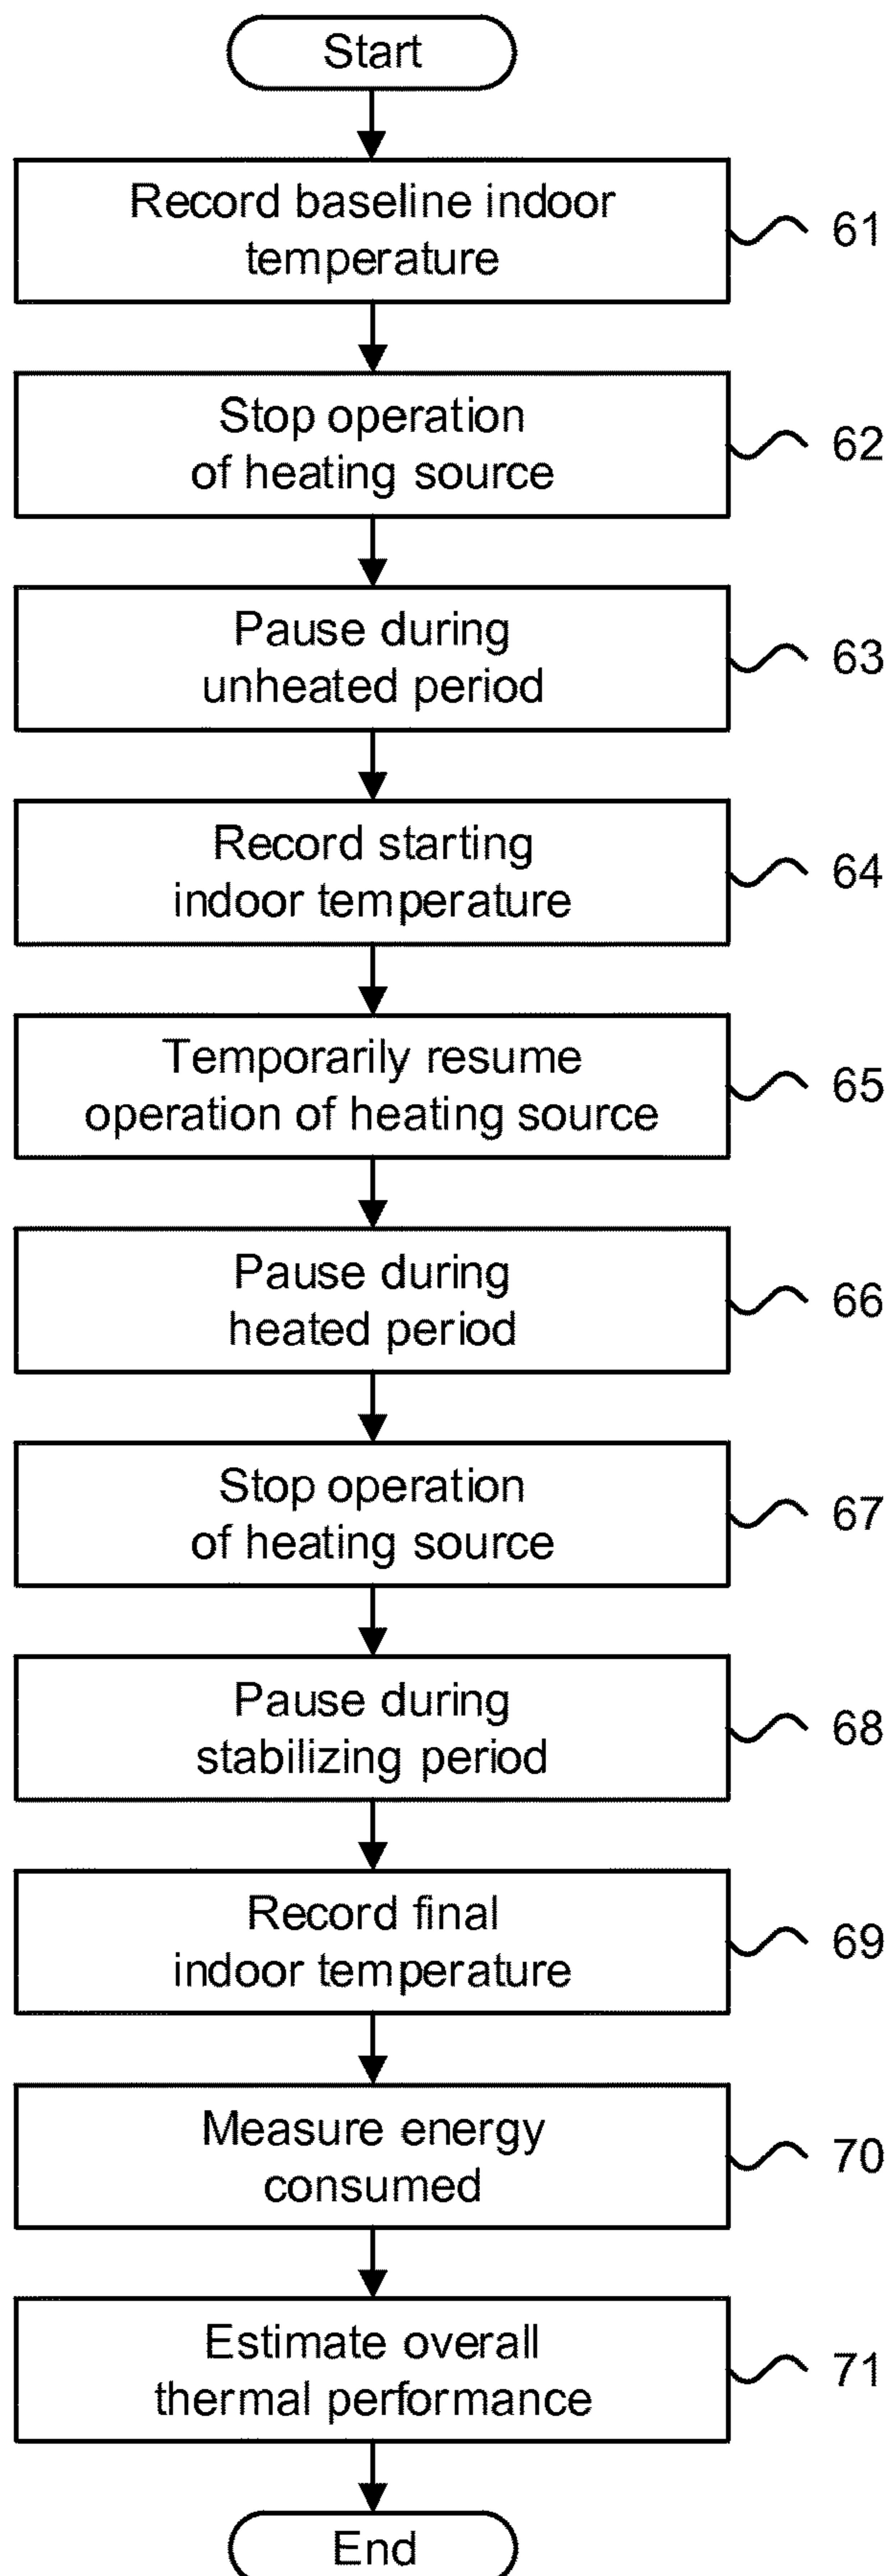 Start
Record baseline indoor
temperature
61
Stop operation
of heating source
62
Pause during
unheated period
63
Record starting
indoor temperature
64
Temporarily resume
operation of heating source
65
Pause during
heated period
66
Stop operation
of heating source
67
Pause during
stabilizing period
68
Record final
indoor temperature
69
Measure energy
consumed
70
Estimate overall
thermal performance
71
End